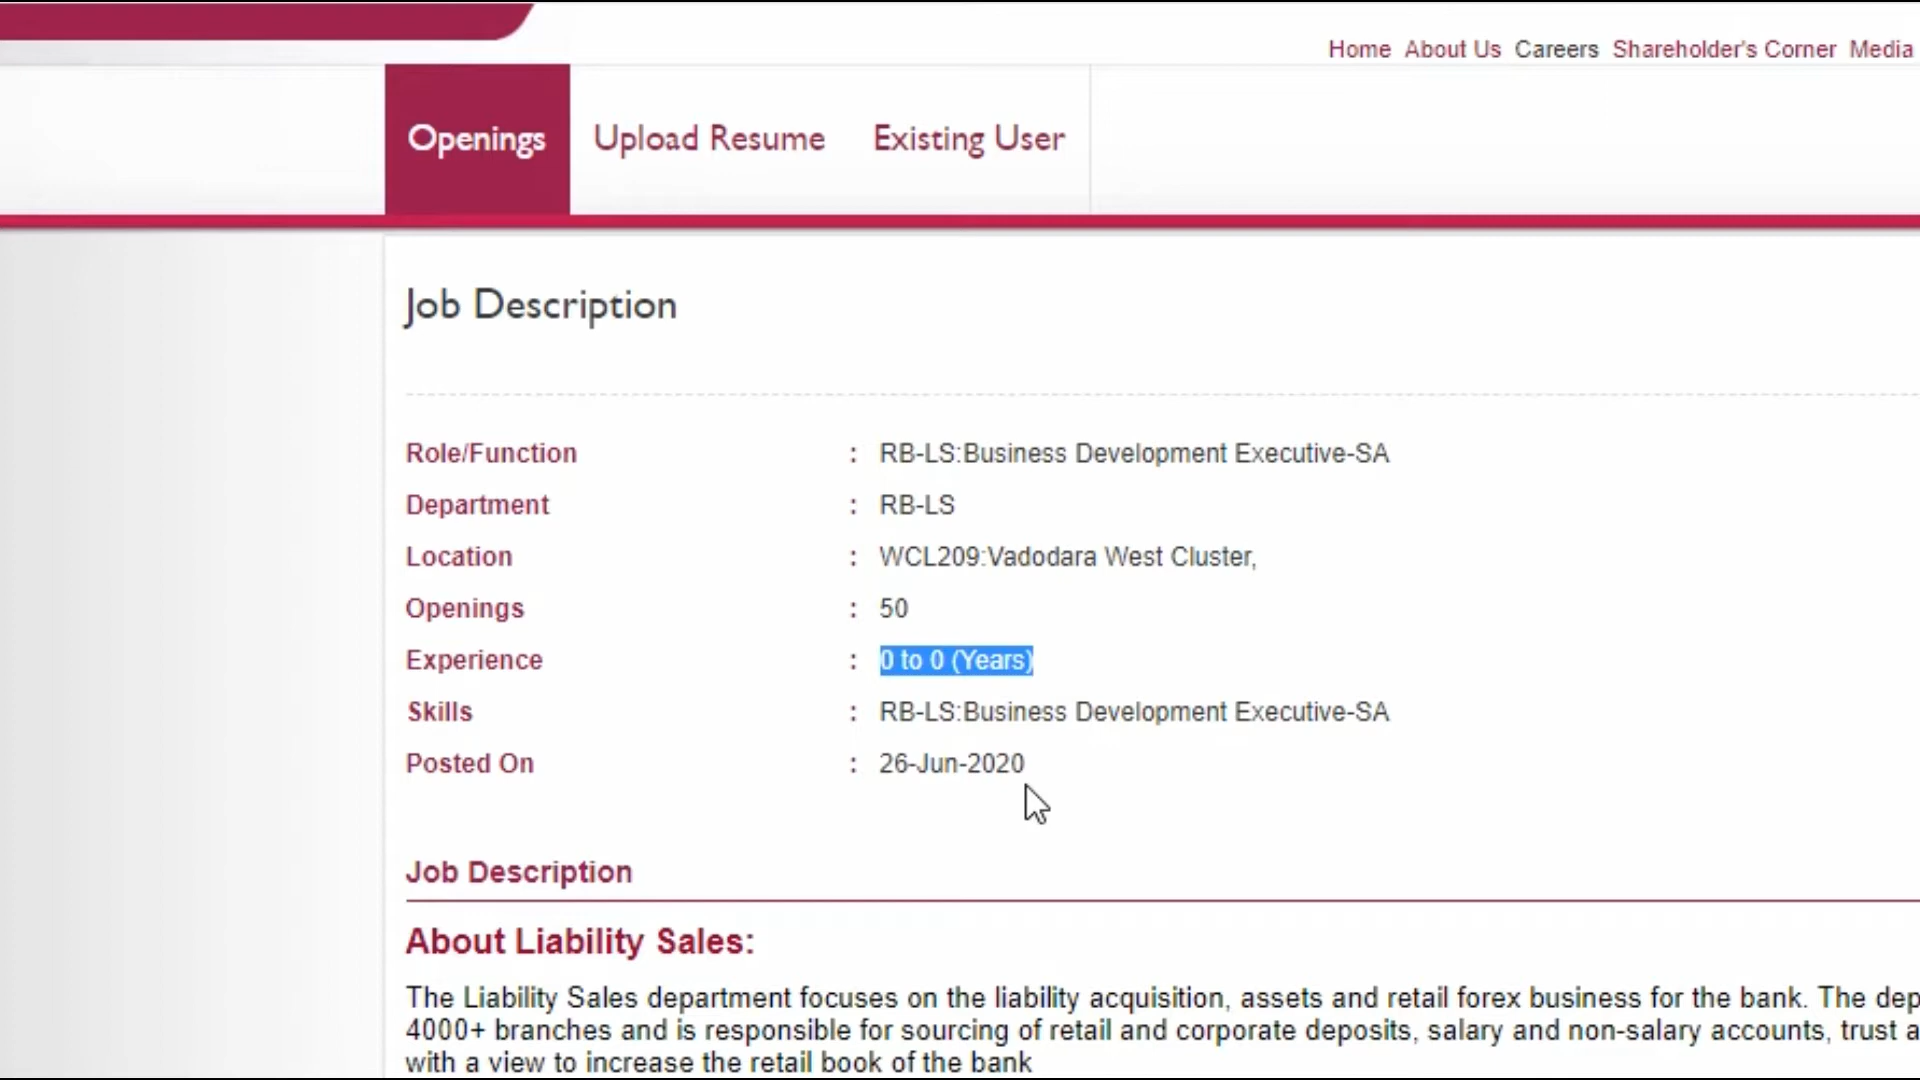 Home About Us Careers Shareholder's Corner Media
Openings Upload Resume Existing User
Job Description
Role/Function : RB-LS:Business Development Executive-SA
Department : RB-LS
Location : WCL209:Vadodara West Cluster,
Openings : 50
Experience : 0 to 0 (Years)
Skills : RB-LS:Business Development Executive-SA
Posted On : 26-Jun-2020
Job Description
About Liability Sales:
The Liability Sales department focuses on the liability acquisition, assets and retail forex business for the bank. The dep
4000+ branches and is responsible for sourcing of retail and corporate deposits, salary and non-salary accounts, trust a
with a view to increase the retail book of the bank